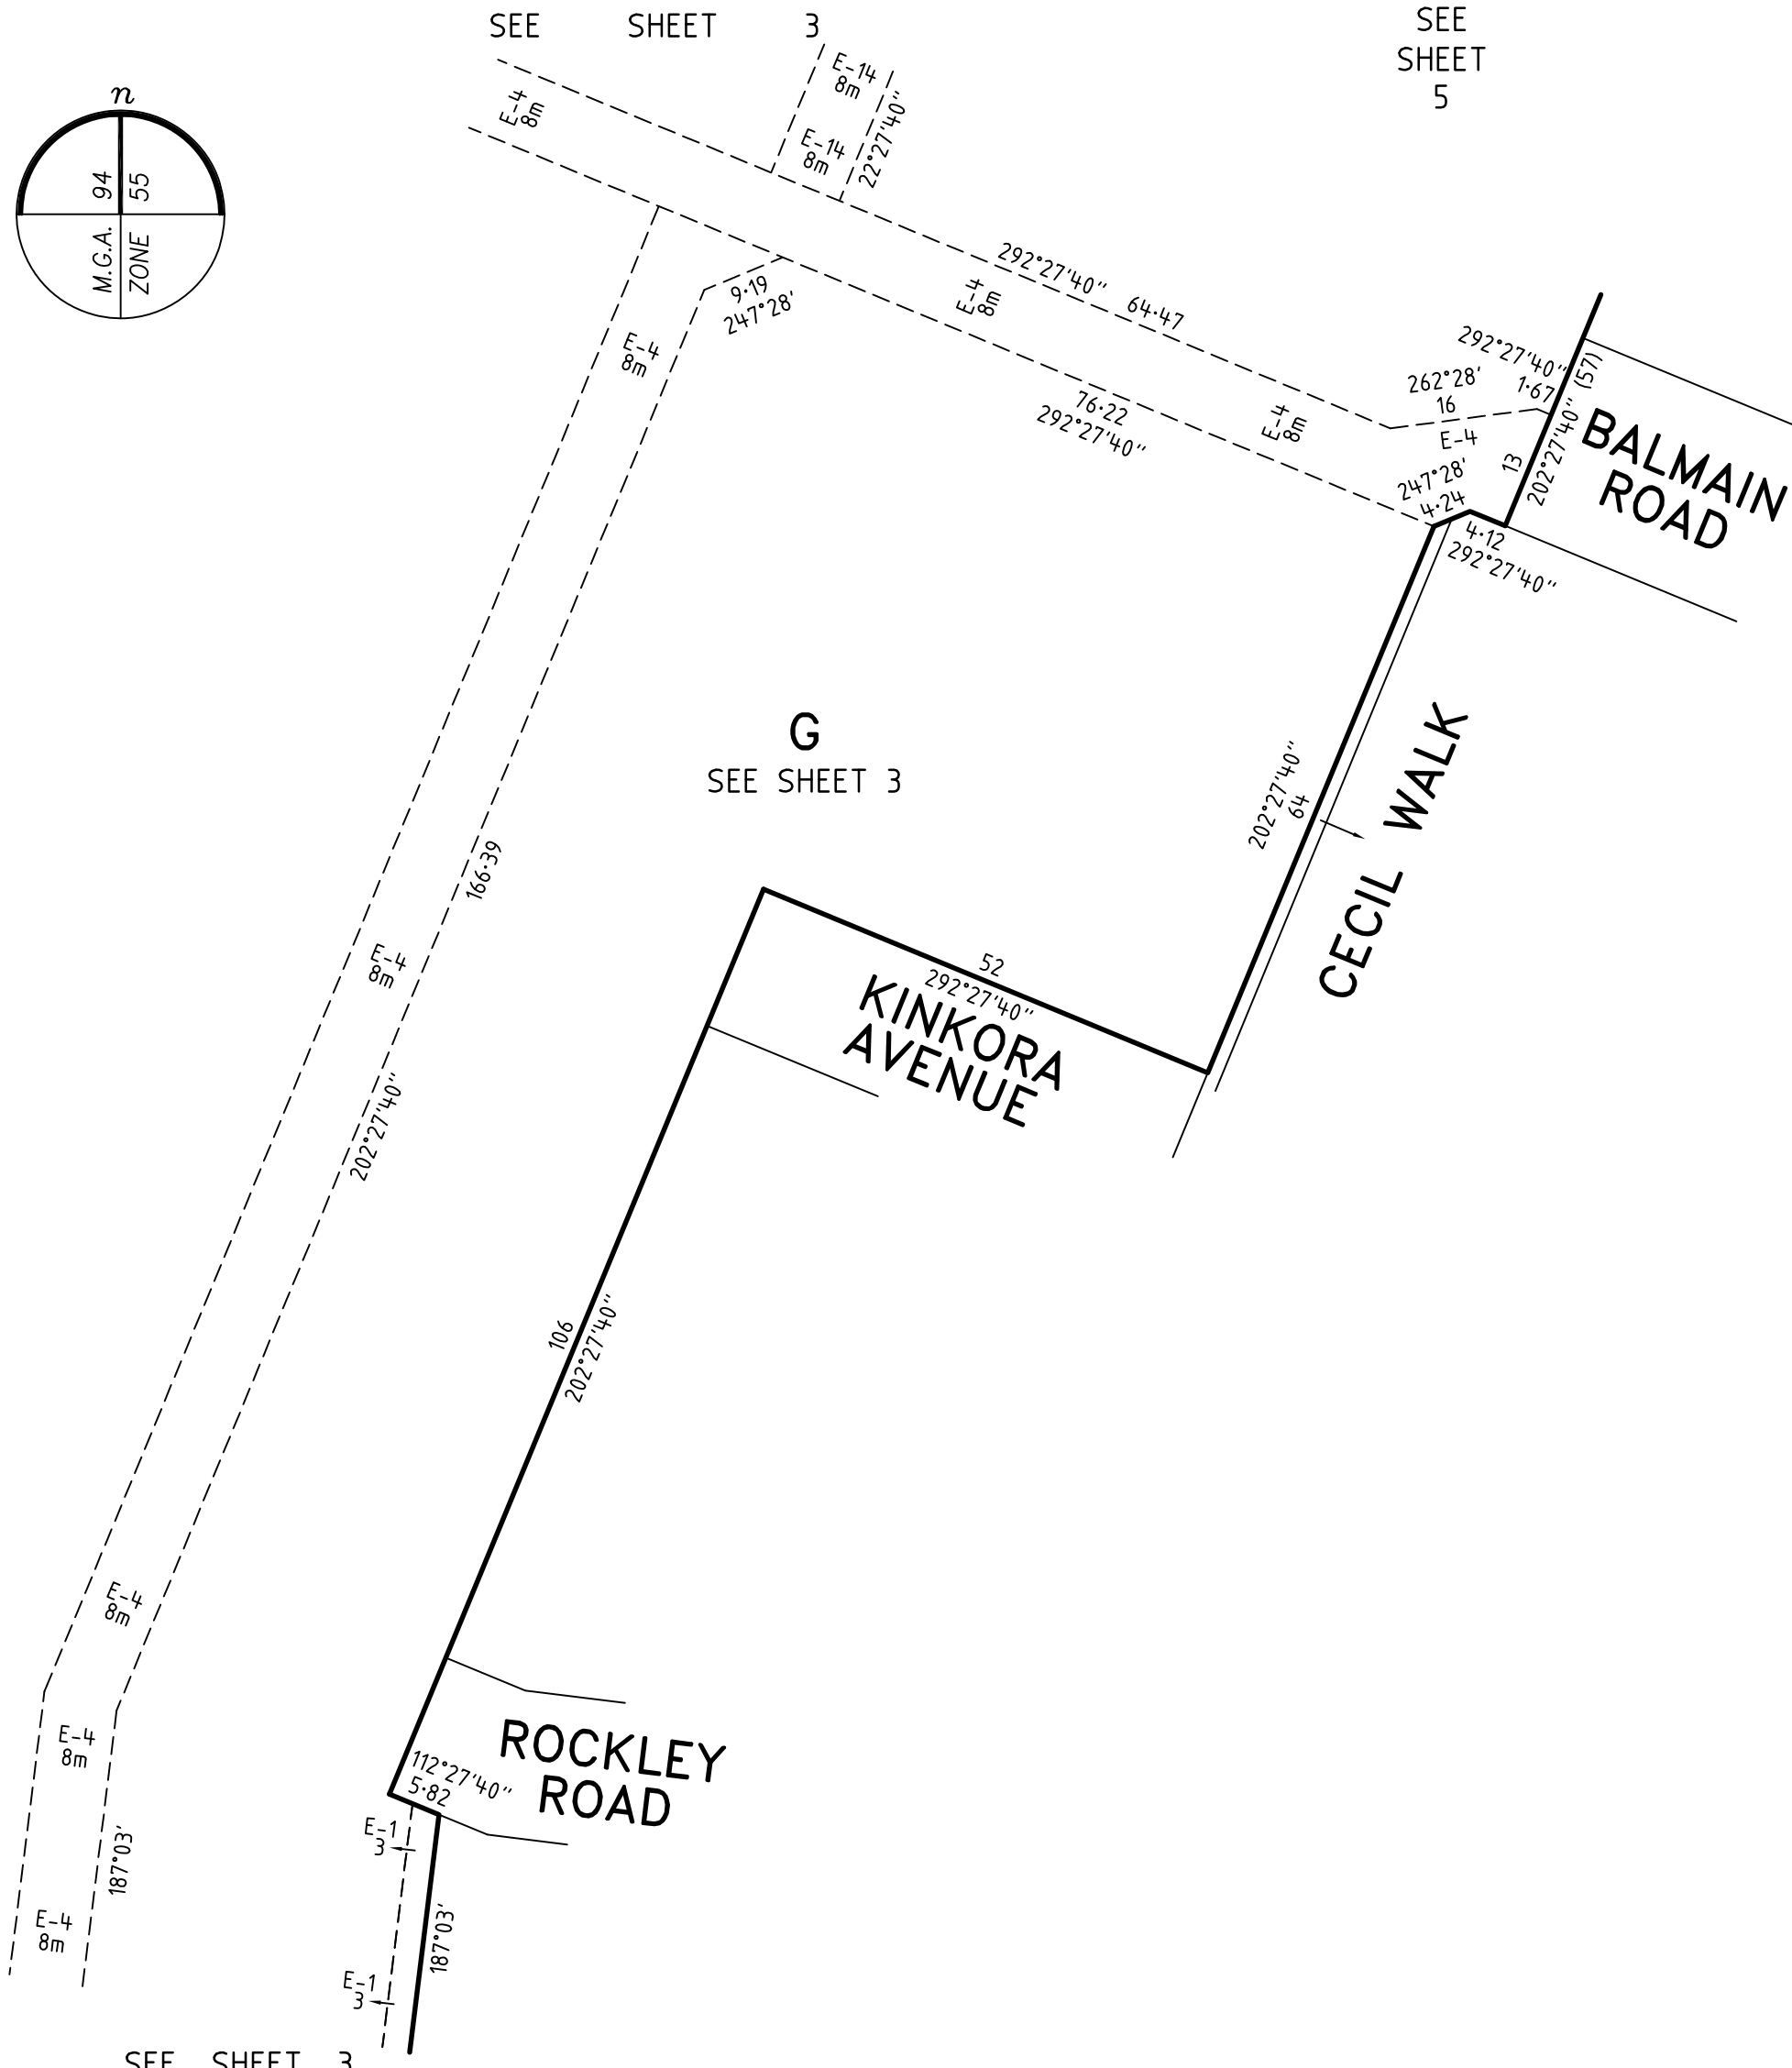 SEE SHEET 3
SEE
SHEET
5
n
M.G.A. 94
ZONE 55
E-14
8m
E-14
8m
22°27'40"
E-4
8m
292°27'40" 64·47
E-4
8m
9·19
247°28'
E-4
8m
76·22
292°27'40"
E-4
8m
292°27'40"
1·67
262°28'
16
E-4
202°27'40" (57)
13
247°28'
4·24
4·12
292°27'40"
BALMAIN
ROAD
G
SEE SHEET 3
202°27'40"
64
CECIL WALK
166·39
202°27'40"
E-4
8m
52
292°27'40"
KINKORA
AVENUE
106
202°27'40"
E-4
8m
E-4
8m
187°03'
E-4
8m
ROCKLEY
ROAD
112°27'40"
5·82
E-1
3
187°03'
E-1
3
SEE SHEET 3